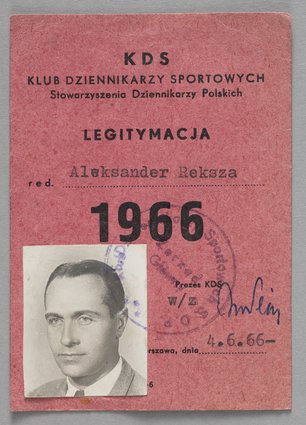 KDS
KLUB DZIENNIKARZY SPORTOWYCH
Stowarzyszenia Dziennikarzy Polskich
LEGITYMACJA
red. Aleksander Reksza
1966
Prezes KDS
W/Z
arszawa, dnia 4.6.66-
-6